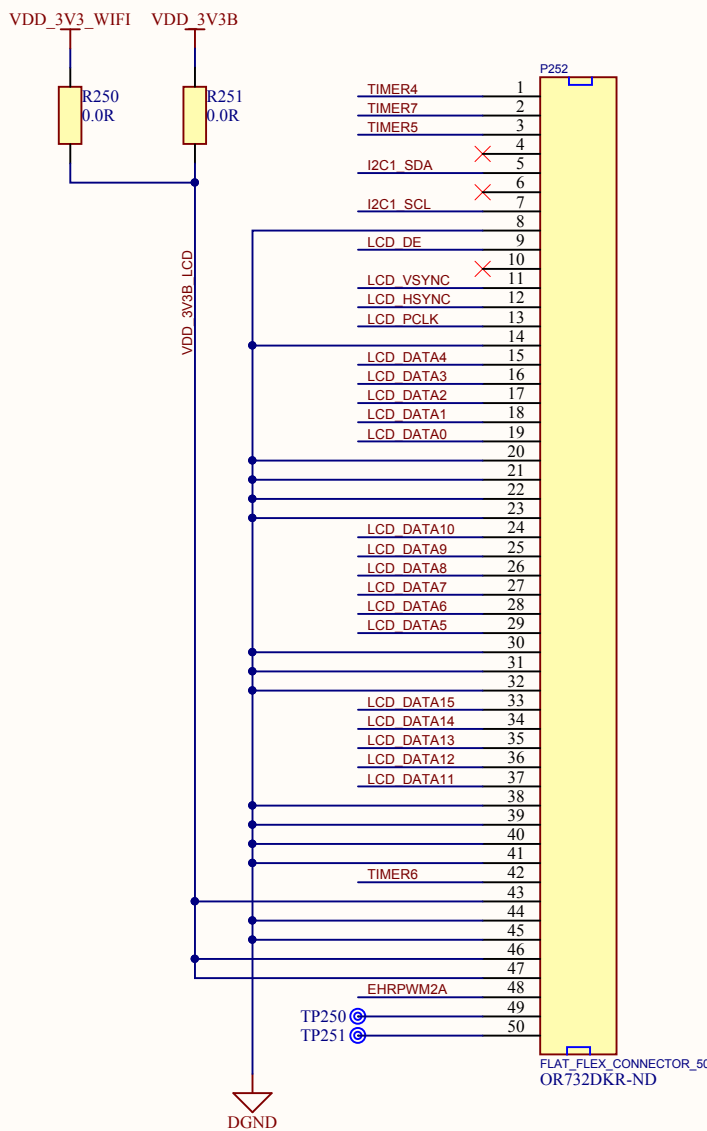 VDD_3V3_WIFI VDD_3V3B
R250
0.0R
R251
0.0R
VDD_3V3B_LCD
P252
TIMER4 1
TIMER7 2
TIMER5 3
4
I2C1_SDA 5
6
I2C1_SCL 7
8
LCD_DE 9
10
LCD_VSYNC 11
LCD_HSYNC 12
LCD_PCLK 13
14
LCD_DATA4 15
LCD_DATA3 16
LCD_DATA2 17
LCD_DATA1 18
LCD_DATA0 19
20
21
22
23
LCD_DATA10 24
LCD_DATA9 25
LCD_DATA8 26
LCD_DATA7 27
LCD_DATA6 28
LCD_DATA5 29
30
31
32
LCD_DATA15 33
LCD_DATA14 34
LCD_DATA13 35
LCD_DATA12 36
LCD_DATA11 37
38
39
40
41
TIMER6 42
43
44
45
46
47
EHRPWM2A 48
TP250 49
TP251 50
FLAT_FLEX_CONNECTOR_50
OR732DKR-ND
DGND